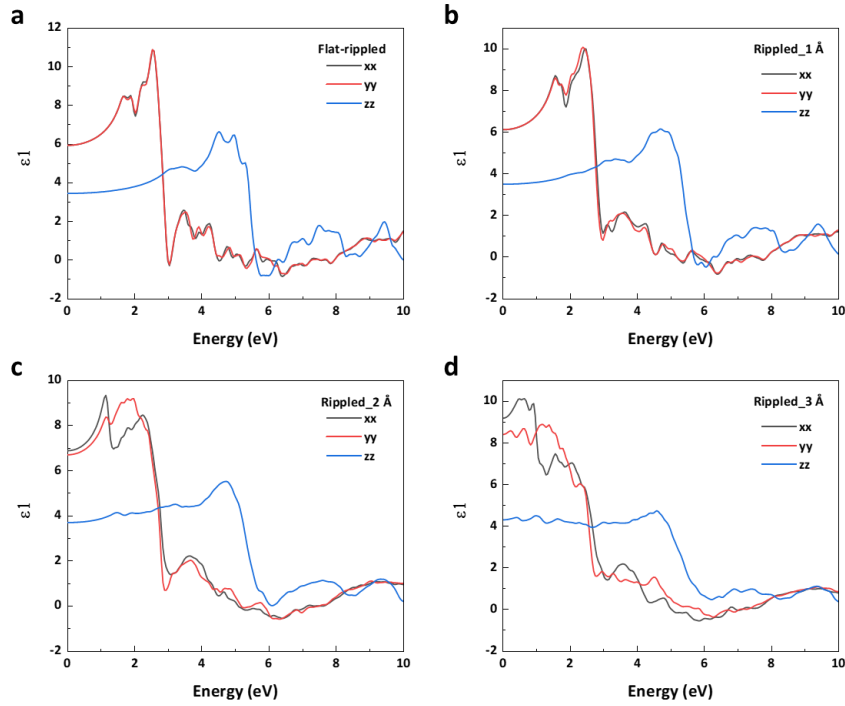 a
Flat-rippled
xx
yy
zz
12
10
8
6
4
2
0
-2
ε1
0 2 4 6 8 10
Energy (eV)
b
Rippled_1 Å
xx
yy
zz
10
8
6
4
2
0
-2
ε1
0 2 4 6 8 10
Energy (eV)
c
Rippled_2 Å
xx
yy
zz
10
8
6
4
2
0
-2
ε1
0 2 4 6 8 10
Energy (eV)
d
Rippled_3 Å
xx
yy
zz
10
8
6
4
2
0
-2
ε1
0 2 4 6 8 10
Energy (eV)